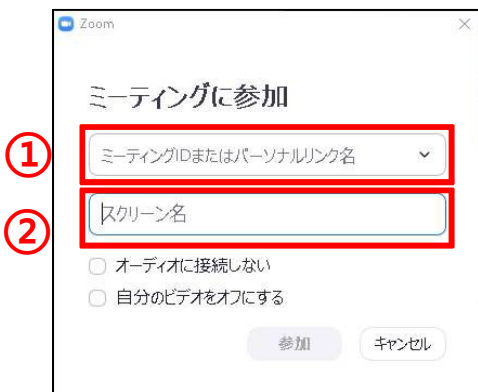 Zoom
ミーティングに参加
①
ミーティングIDまたはパーソナルリンク名
②
スクリーン名
オーディオに接続しない
自分のビデオをオフにする
参加
キャンセル